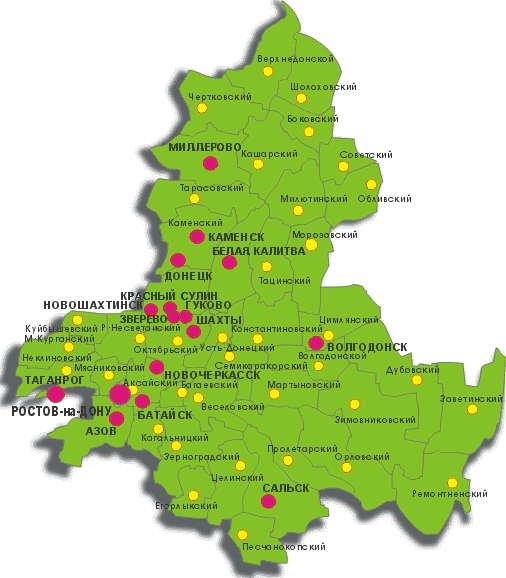 Верхнедонской
Шолоховский
Чертковский
Боковский
МИЛЛЕРОВО
Кашарский
Советский
Обливский
Тарасовский
Милютинский
Каменский
КАМЕНСК
Морозовский
БЕЛАЯ КАЛИТВА
ДОНЕЦК
Тацинский
КРАСНЫЙ СУЛИН
НОВОШАХТИНСК
ГУКОВО
ЗВЕРЕВО
ШАХТЫ
Цимлянский
Куйбышевский
Р-Несветайский
Константиновский
М-Курганский
Октябрьский
Усть-Донецкий
ВОЛГОДОНСК
Неклиновский
Волгодонской
Семикаракорский
Мясниковский
НОВОЧЕРКАССК
Дубовский
ТАГАНРОГ
Аксайский
Багаевский
Мартыновский
Заветинский
РОСТОВ-на-ДОНУ
БАТАЙСК
Веселовский
Зимовниковский
АЗОВ
Кагальницкий
Зерноградский
Пролетарский
Орловский
Целинский
САЛЬСК
Ремонтненский
Егорлыкский
Песчанокопский